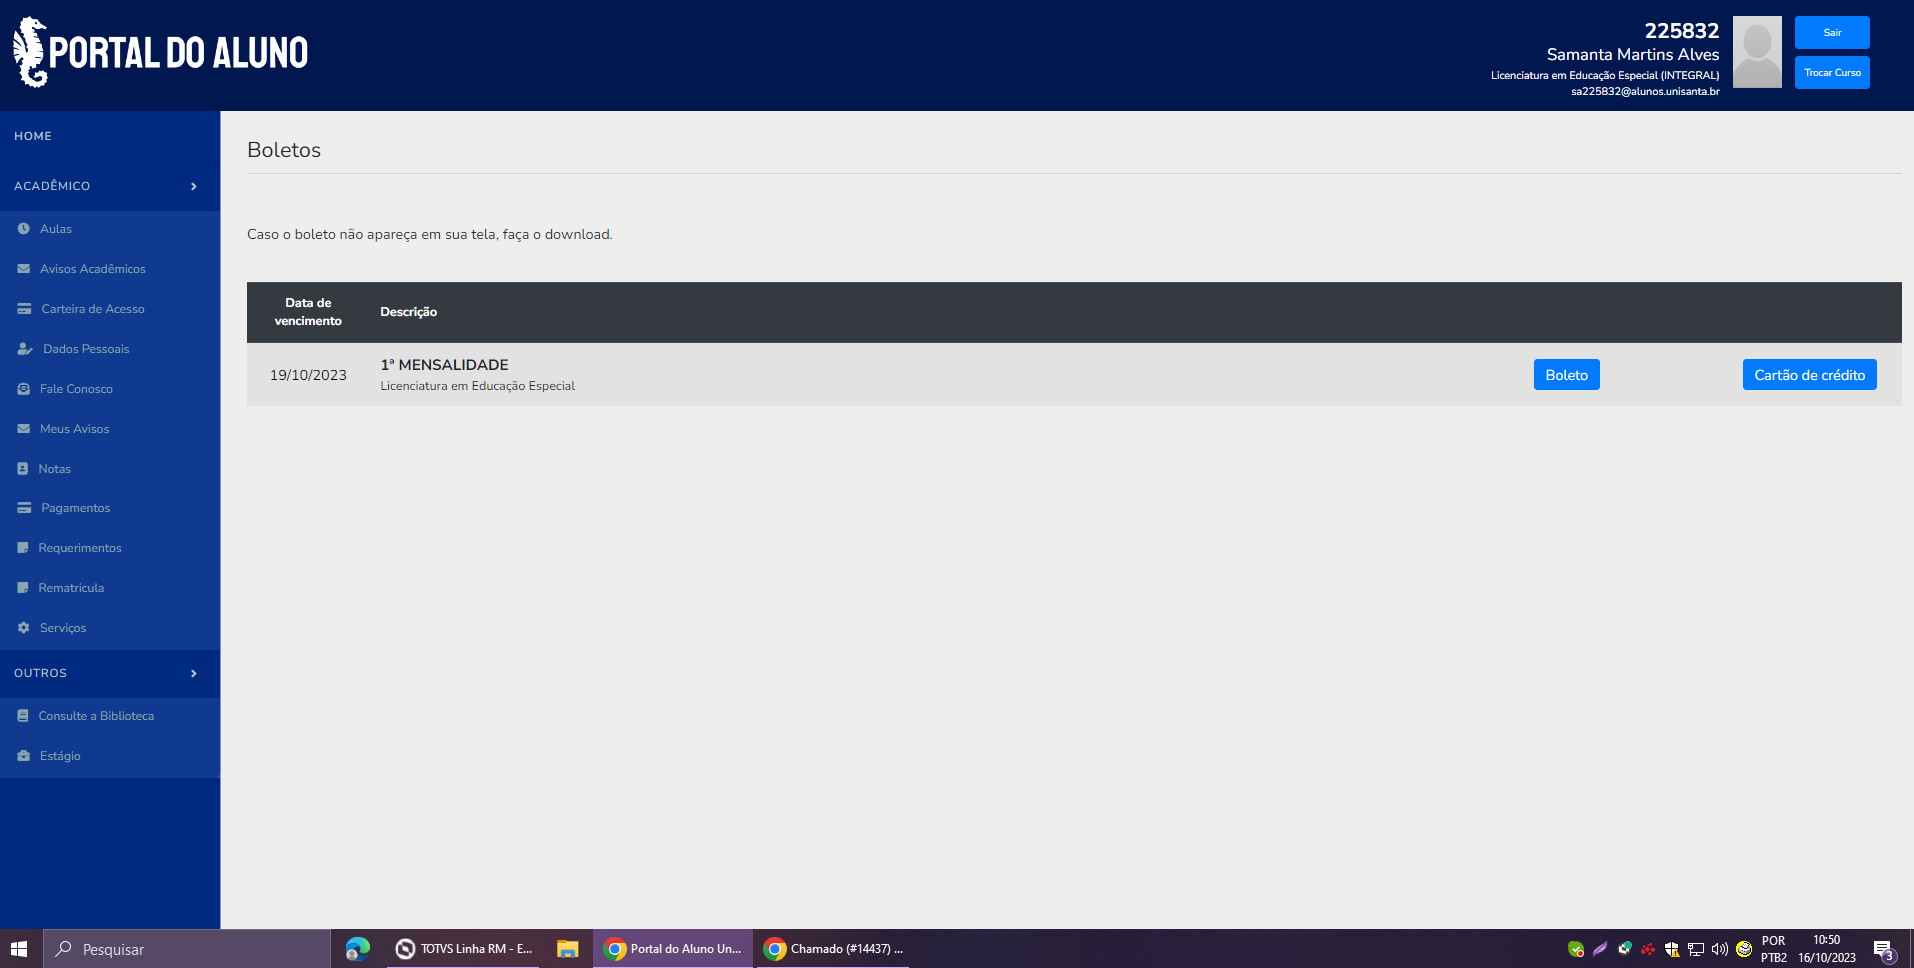 PORTAL DO ALUNO
225832
Samanta Martins Alves
Licenciatura em Educação Especial (INTEGRAL)
sa225832@alunos.unisanta.br
Sair
Trocar Curso
HOME
ACADÊMICO
Aulas
Avisos Acadêmicos
Carteira de Acesso
Dados Pessoais
Fale Conosco
Meus Avisos
Notas
Pagamentos
Requerimentos
Rematricula
Serviços
OUTROS
Consulte a Biblioteca
Estágio
Boletos
Caso o boleto não apareça em sua tela, faça o download.
Data de
vencimento
Descrição
19/10/2023
1ª MENSALIDADE
Licenciatura em Educação Especial
Boleto
Cartão de crédito
Pesquisar
TOTVS Linha RM - E...
Portal do Aluno Un...
Chamado (#14437) ...
POR
PTB2
10:50
16/10/2023
3